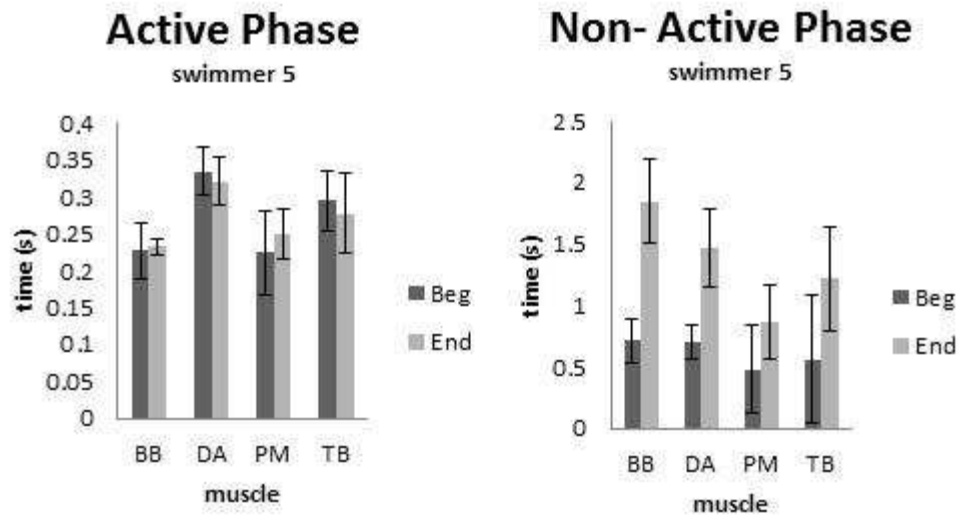 Active Phase
swimmer 5
0.4
0.35
0.3
0.25
0.2
0.15
0.1
0.05
0
time (s)
BB DA PM TB
muscle
Beg
End
Non- Active Phase
swimmer 5
2.5
2
1.5
1
0.5
0
time (s)
BB DA PM TB
muscle
Beg
End